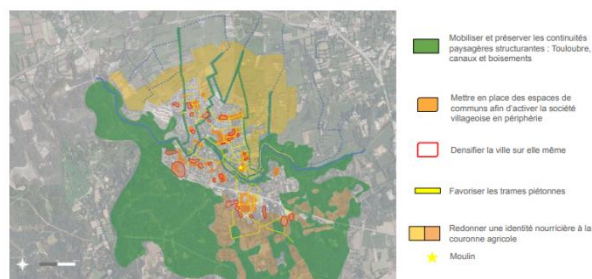 Mobiliser et préserver les continuités
paysagères structurantes : Touloubre,
canaux et boisements
Mettre en place des espaces de
communs afin d'activer la société
villageoise en périphérie
Densifier la ville sur elle même
Favoriser les trames piétonnes
Redonner une identité nourricière à la
couronne agricole
Moulin